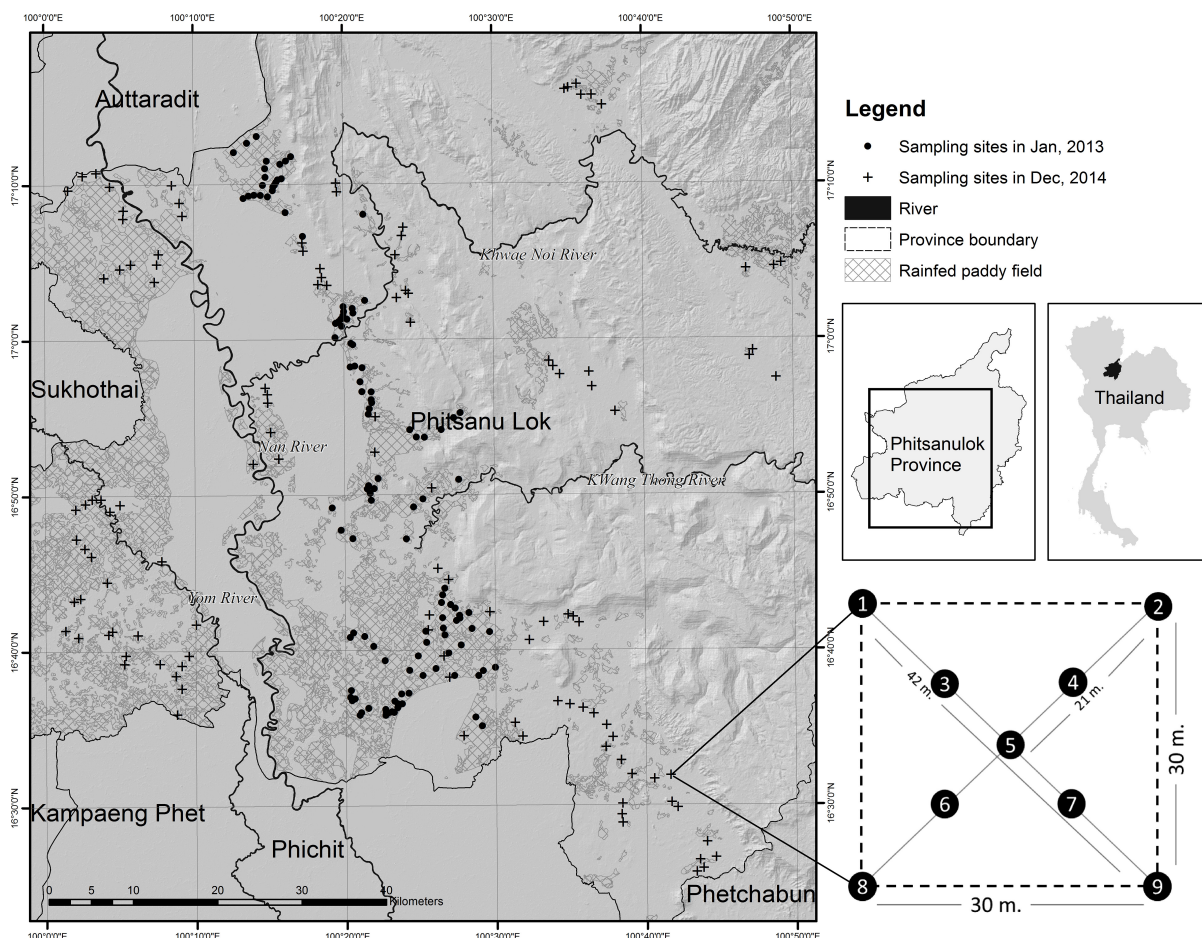 100°0'0"E 100°10'0"E 100°20'0"E 100°30'0"E 100°40'0"E 100°50'0"E
Auttaradit
17°10'0"N
17°10'0"N
Khwae Noi River
17°0'0"N
17°0'0"N
Sukhothai
Phitsanu Lok
Nan River
KWang Thong River
16°50'0"N
16°50'0"N
Yom River
16°40'0"N
16°40'0"N
16°30'0"N
16°30'0"N
Kampaeng Phet
Phichit
Phetchabun
0 5 10 20 30 40
Kilometers
100°0'0"E 100°10'0"E 100°20'0"E 100°30'0"E 100°40'0"E 100°50'0"E
Legend
Sampling sites in Jan, 2013
Sampling sites in Dec, 2014
River
Province boundary
Rainfed paddy field
Phitsanulok
Province
Thailand
1
2
3
4
42 m.
21 m.
5
30 m.
6
7
8
9
30 m.